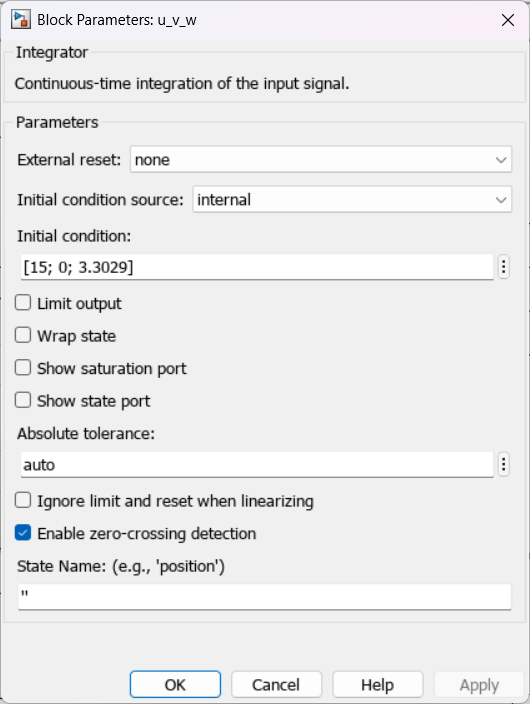 Block Parameters: u_v_w
Integrator
Continuous-time integration of the input signal.
Parameters
External reset: none
Initial condition source: internal
Initial condition:
[15; 0; 3.3029]
Limit output
Wrap state
Show saturation port
Show state port
Absolute tolerance:
auto
Ignore limit and reset when linearizing
Enable zero-crossing detection
State Name: (e.g., 'position')
''
OK Cancel Help Apply